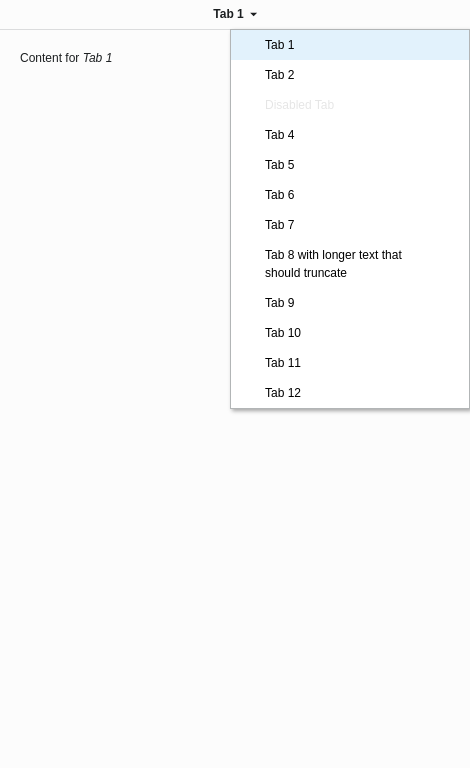 Tab 1
Content for Tab 1
Tab 1
Tab 2
Disabled Tab
Tab 4
Tab 5
Tab 6
Tab 7
Tab 8 with longer text that
should truncate
Tab 9
Tab 10
Tab 11
Tab 12